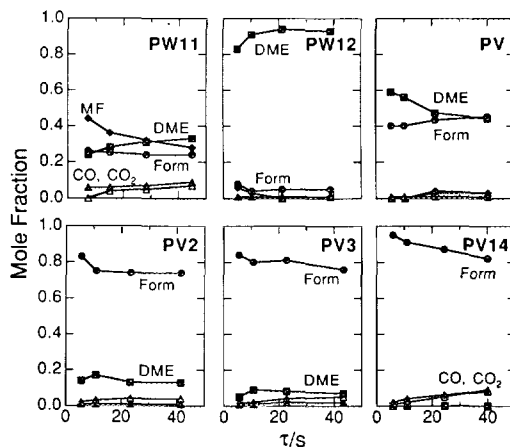 PW11
PW12
PV
1.0
0.8
0.6
0.4
0.2
0.0
MF
DME
Form
CO, CO2
DME
Form
DME
Form
Mole Fraction
PV2
PV3
PV14
1.0
0.8
0.6
0.4
0.2
0.0
Form
DME
Form
DME
Form
CO, CO2
0 20 40
0 20 40
0 20 40
τ/s